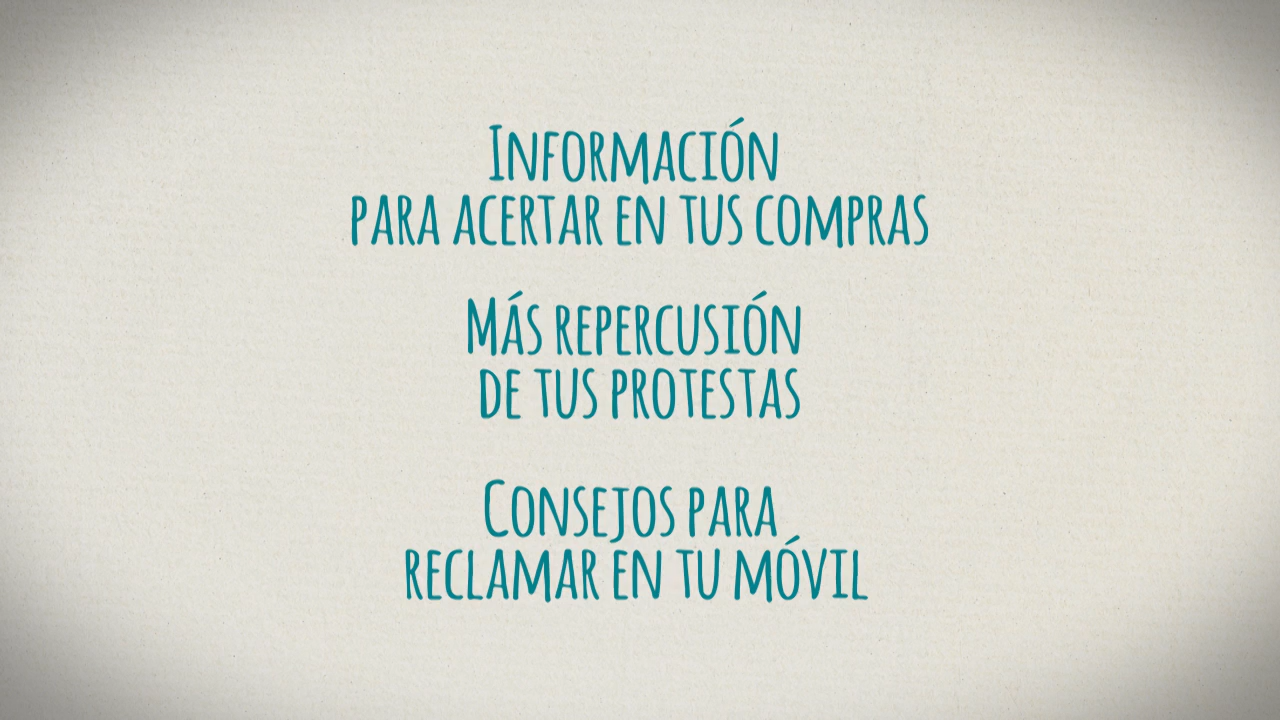 Información
para acertar en tus compras
Más repercusión
de tus protestas
Consejos para
reclamar en tu móvil